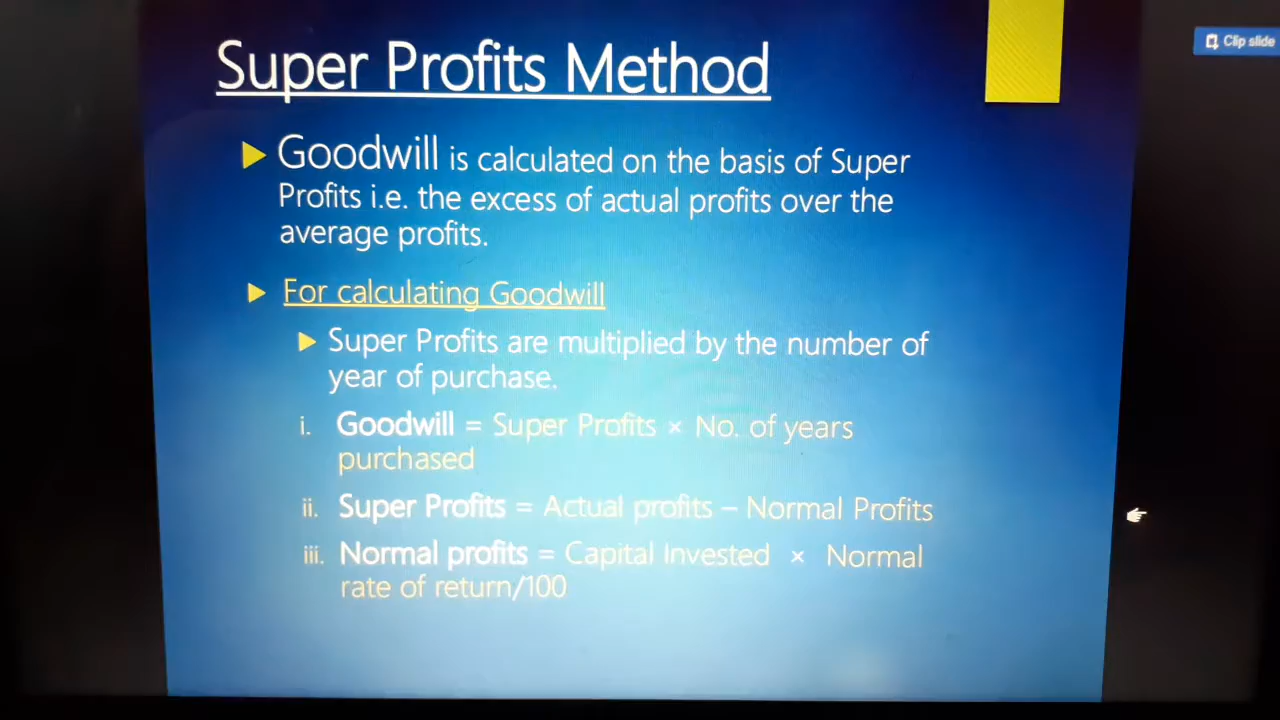 Super Profits Method
Clip slide
Goodwill is calculated on the basis of Super
Profits i.e. the excess of actual profits over the
average profits.
For calculating Goodwill
Super Profits are multiplied by the number of
year of purchase.
i. Goodwill = Super Profits × No. of years
purchased
ii. Super Profits = Actual profits – Normal Profits
iii. Normal profits = Capital Invested × Normal
rate of return/100